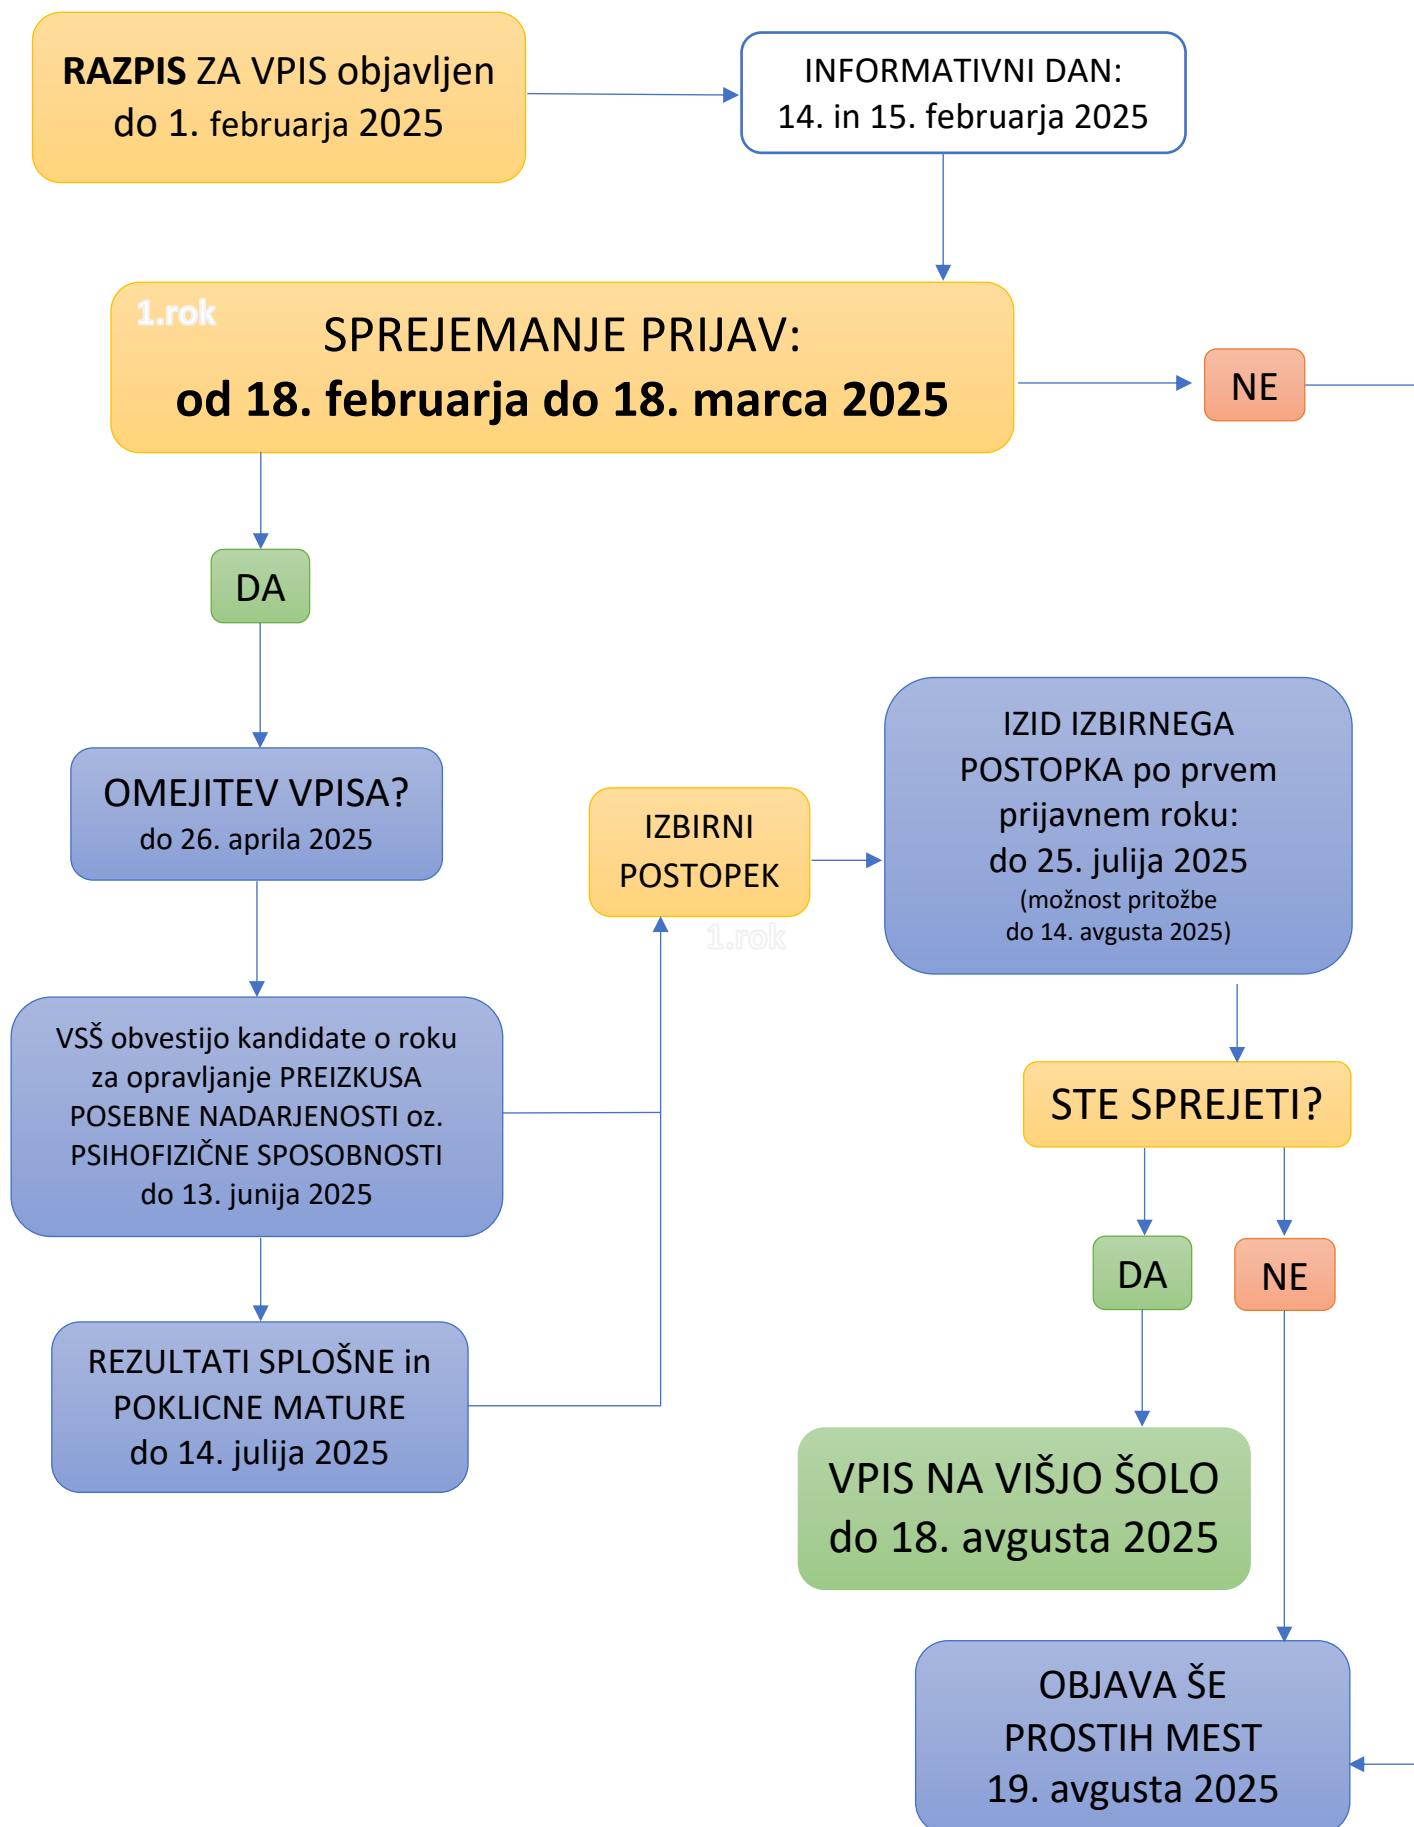 RAZPIS ZA VPIS objavljen
do 1. februarja 2025
INFORMATIVNI DAN:
14. in 15. februarja 2025
1.rok
SPREJEMANJE PRIJAV:
od 18. februarja do 18. marca 2025
NE
DA
OMEJITEV VPISA?
do 26. aprila 2025
IZBIRNI
POSTOPEK
1.rok
IZID IZBIRNEGA
POSTOPKA po prvem
prijavnem roku:
do 25. julija 2025
(možnost pritožbe
do 14. avgusta 2025)
VSŠ obvestijo kandidate o roku
za opravljanje PREIZKUSA
POSEBNE NADARJENOSTI oz.
PSIHOFIZIČNE SPOSOBNOSTI
do 13. junija 2025
STE SPREJETI?
DA
NE
REZULTATI SPLOŠNE in
POKLICNE MATURE
do 14. julija 2025
VPIS NA VIŠJO ŠOLO
do 18. avgusta 2025
OBJAVA ŠE
PROSTIH MEST
19. avgusta 2025